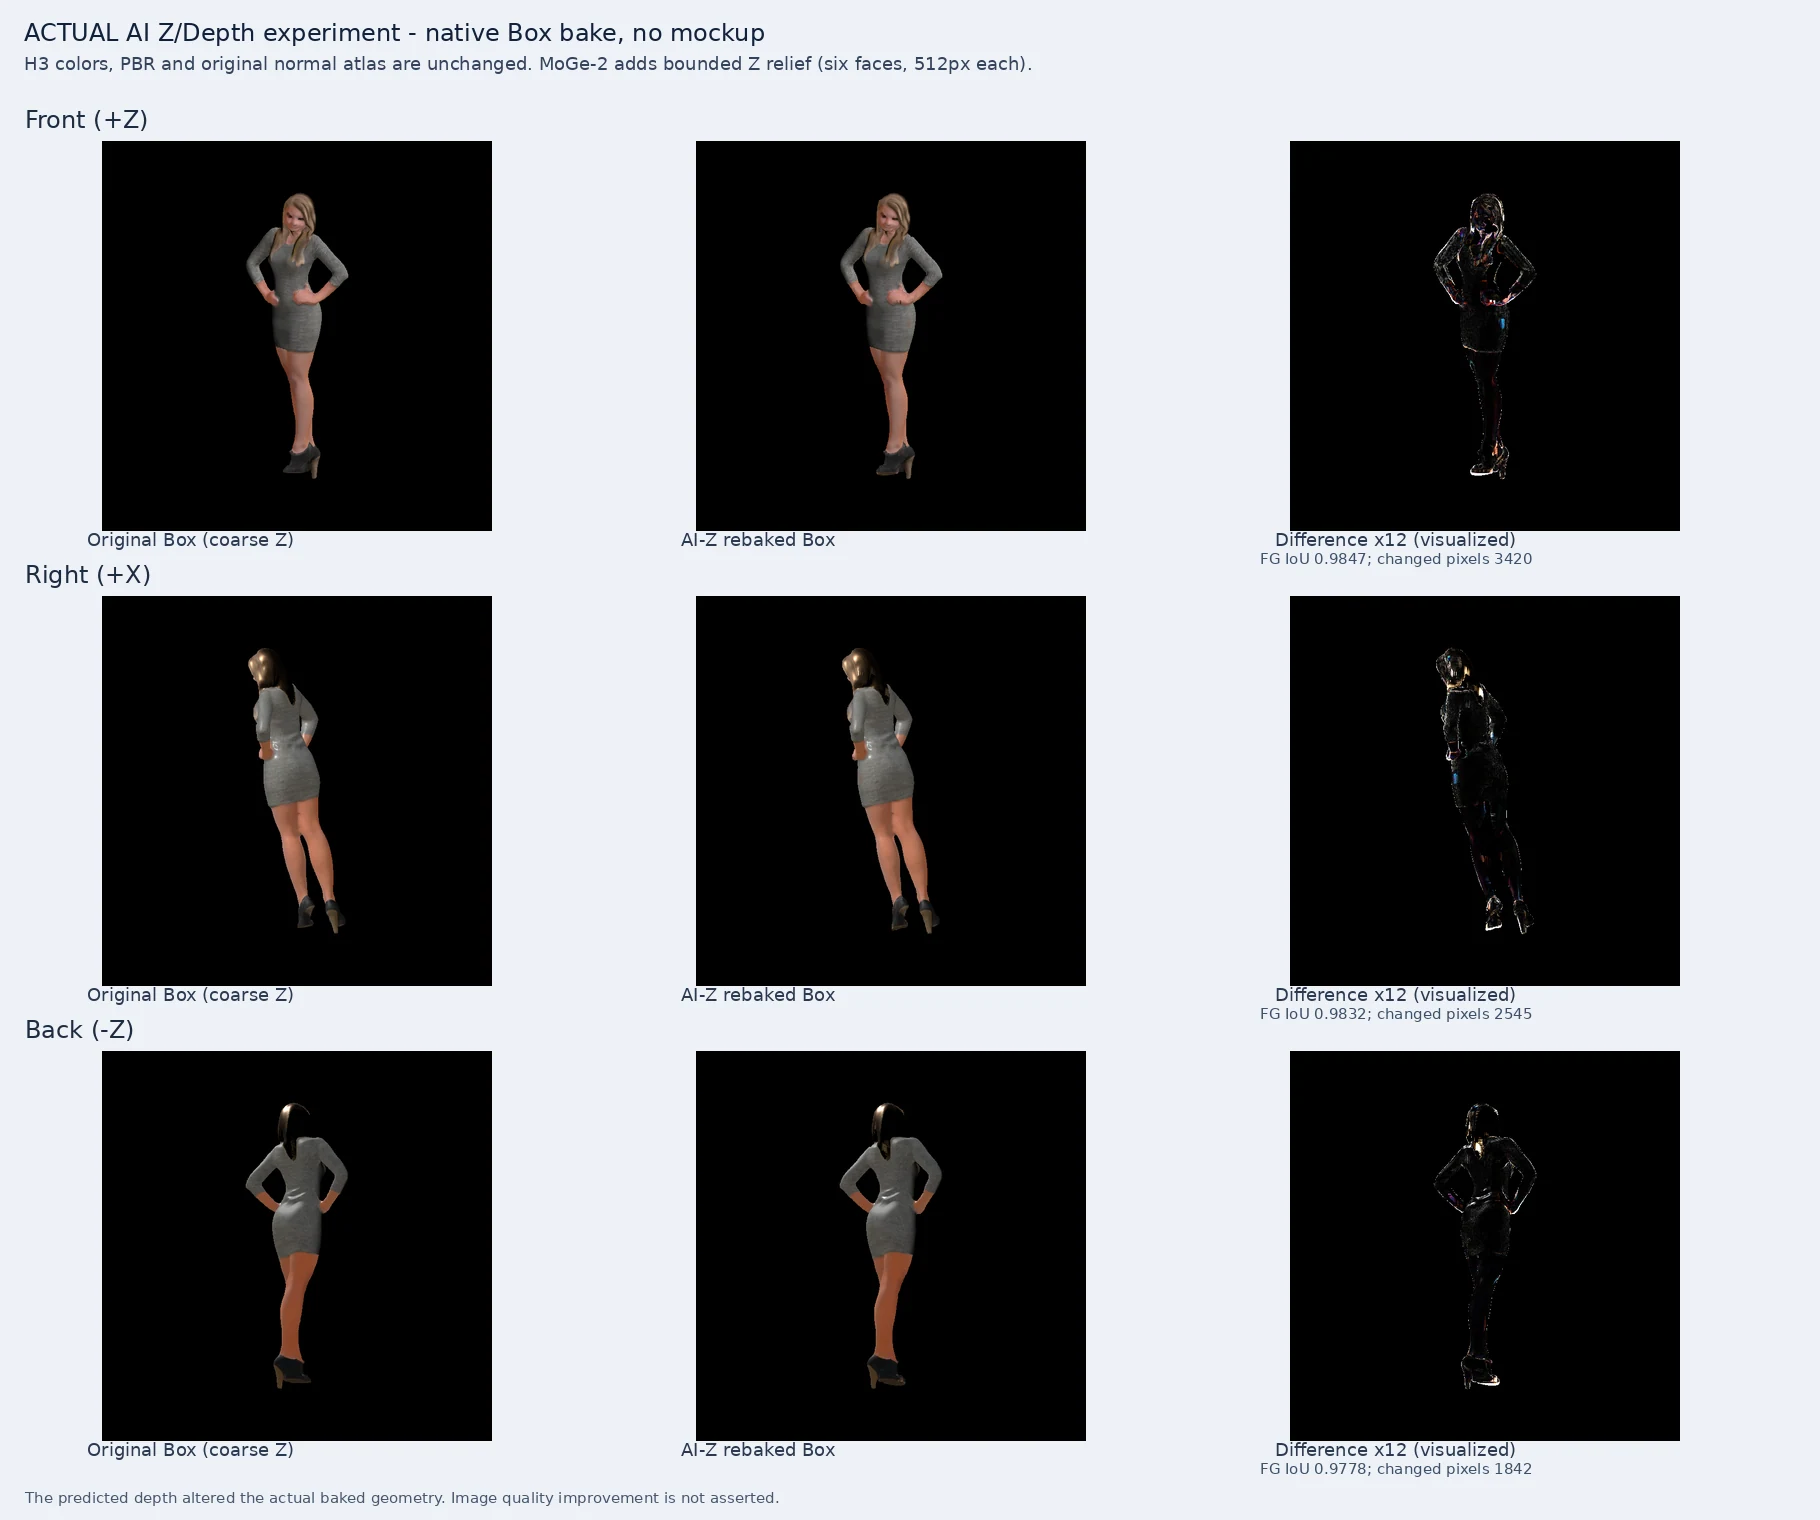 ACTUAL AI Z/Depth experiment - native Box bake, no mockup
H3 colors, PBR and original normal atlas are unchanged. MoGe-2 adds bounded Z relief (six faces, 512px each).
Front (+Z)
Original Box (coarse Z)
AI-Z rebaked Box
Difference x12 (visualized)
FG IoU 0.9847; changed pixels 3420
Right (+X)
Original Box (coarse Z)
AI-Z rebaked Box
Difference x12 (visualized)
FG IoU 0.9832; changed pixels 2545
Back (-Z)
Original Box (coarse Z)
AI-Z rebaked Box
Difference x12 (visualized)
FG IoU 0.9778; changed pixels 1842
The predicted depth altered the actual baked geometry. Image quality improvement is not asserted.